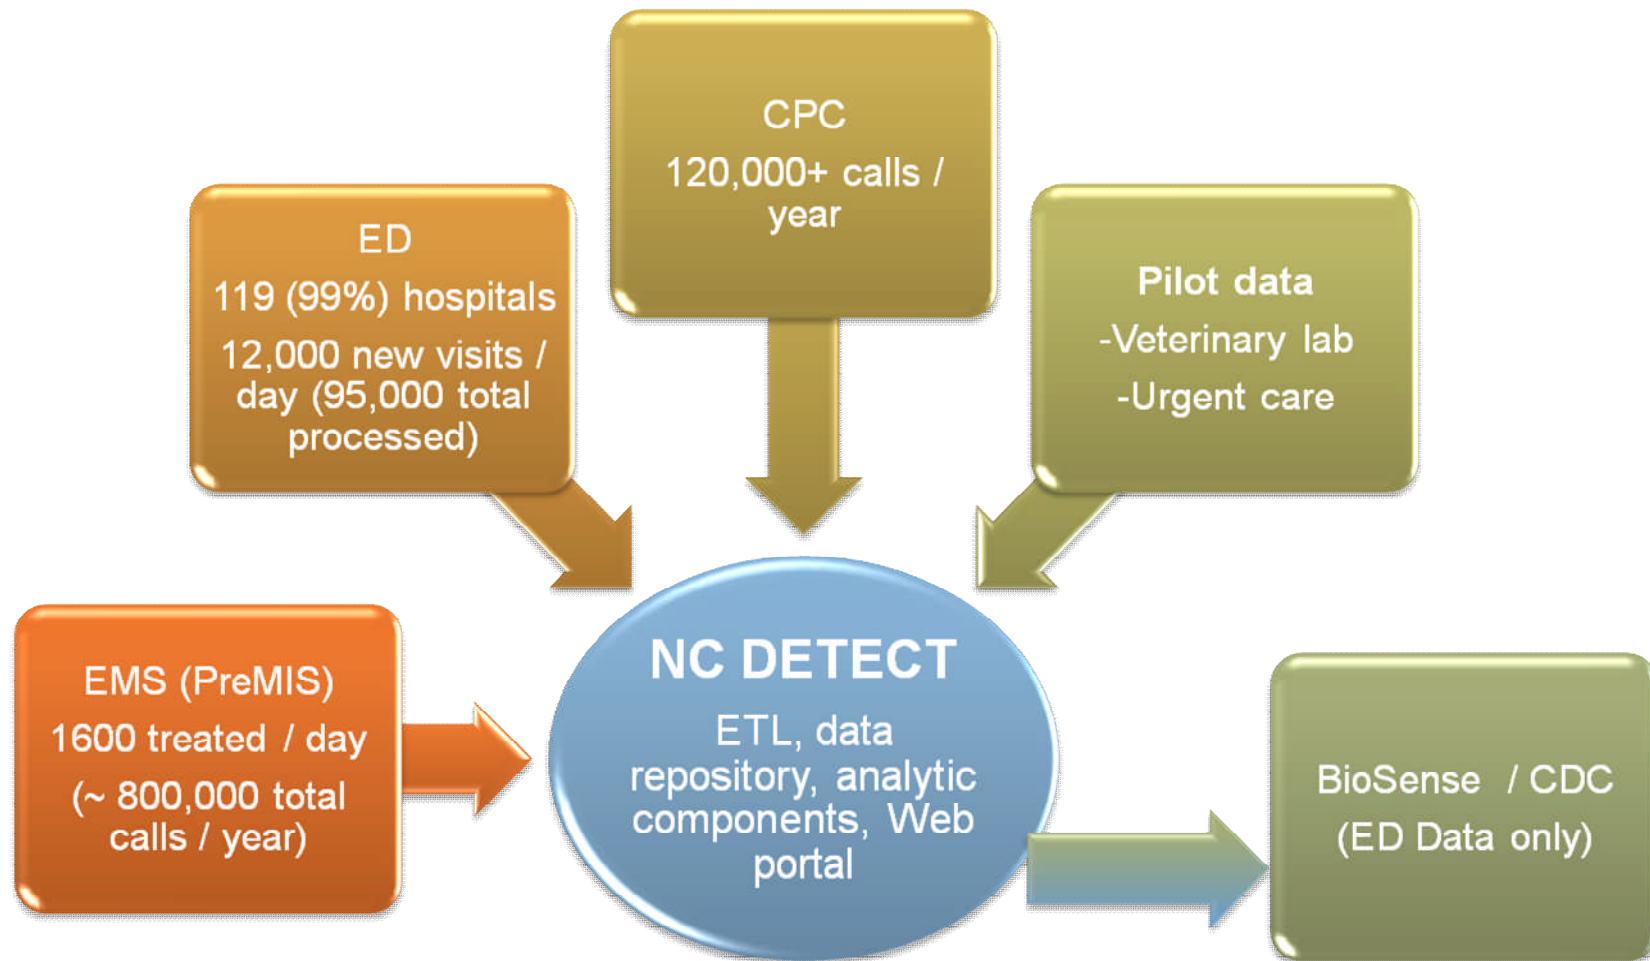 CPC
120,000+ calls /
year
ED
119 (99%) hospitals
12,000 new visits /
day (95,000 total
processed)
Pilot data
-Veterinary lab
-Urgent care
EMS (PreMIS)
1600 treated / day
(~ 800,000 total
calls / year)
NC DETECT
ETL, data
repository, analytic
components, Web
portal
BioSense / CDC
(ED Data only)